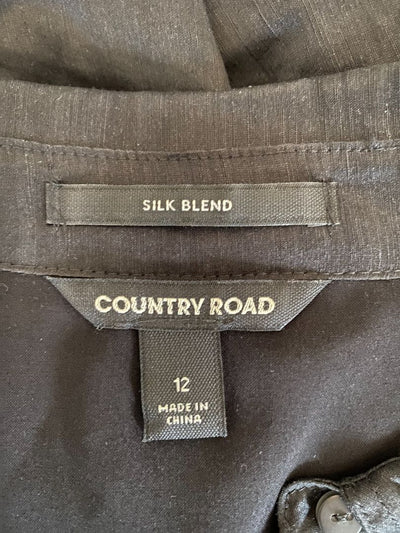 SILK BLEND
COUNTRY ROAD
12
MADE IN
CHINA